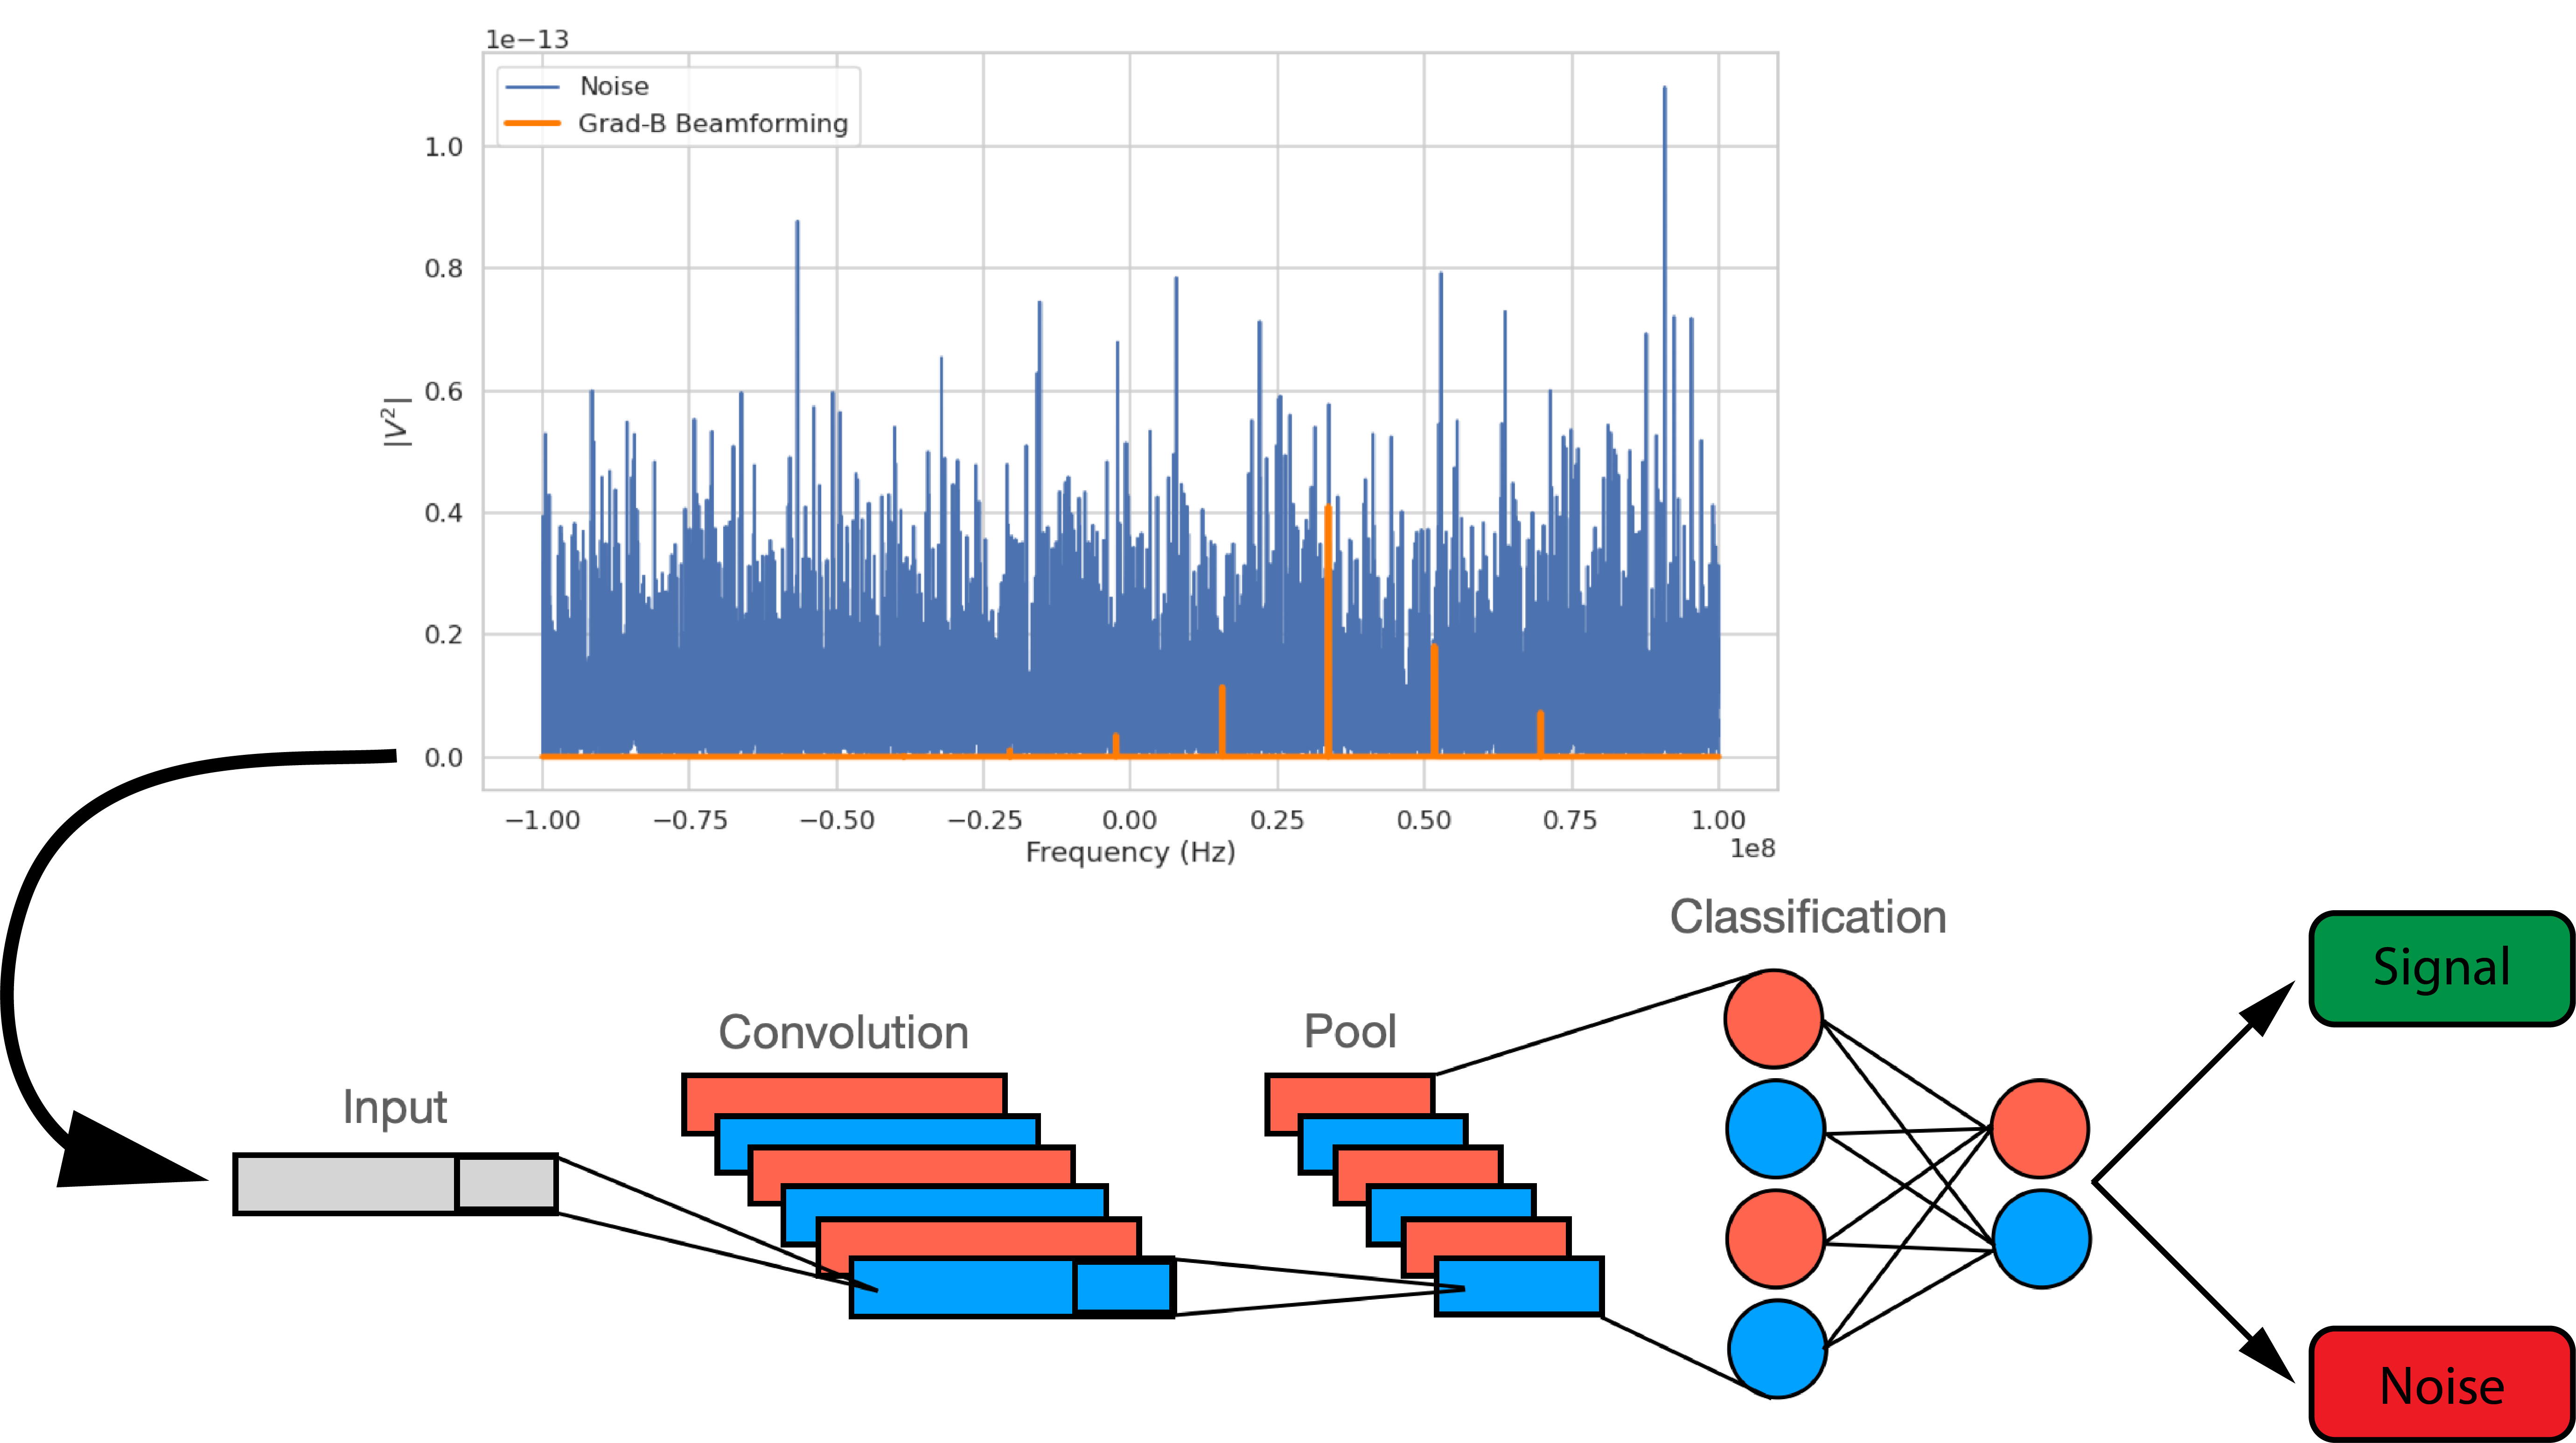 1e−13
Noise
Grad-B Beamforming
1.0
0.8
0.6
0.4
0.2
0.0
|V²|
−1.00 −0.75 −0.50 −0.25 0.00 0.25 0.50 0.75 1.00
Frequency (Hz)
1e8
Classification
Signal
Convolution
Pool
Input
Noise